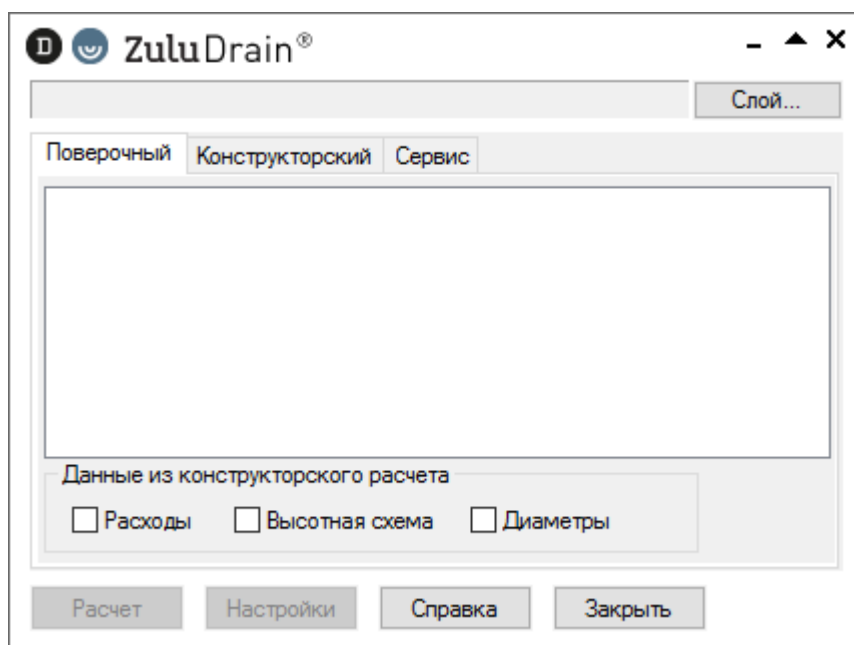 D ZuluDrain®
Слой...
Поверочный Конструкторский Сервис
Данные из конструкторского расчета
Расходы Высотная схема Диаметры
Расчет Настройки Справка Закрыть